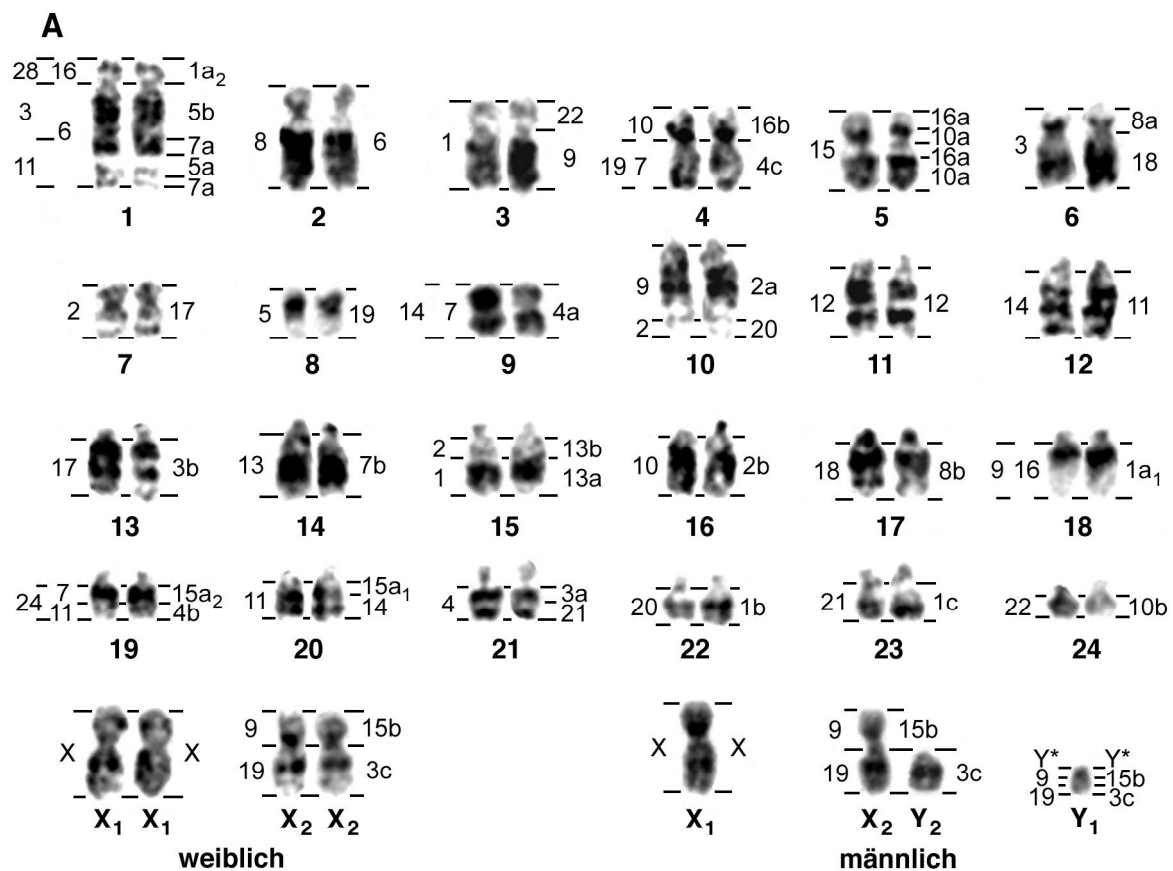 A
28 16 1a2
3 6 5b
7a
11 5a
7a
8 6
1 22
9
10 16b
19 7 4c
15 16a
10a
16a
10a
3 8a
18
1 2 3 4 5 6
2 17
5 19
14 7 4a
9 2a
2 20
12 12
14 11
7 8 9 10 11 12
17 3b
13 7b
2 13b
1 13a
10 2b
18 8b
9 16 1a1
13 14 15 16 17 18
24 7 15a2
11 4b
11 15a1
14
4 3a
21
20 1b
21 1c
22 10b
19 20 21 22 23 24
X X
9 15b
19 3c
X X
9 15b
19 3c
Y* Y*
9 15b
19 3c
X1 X1 X2 X2 X1 X2 Y2 Y1
weiblich männlich